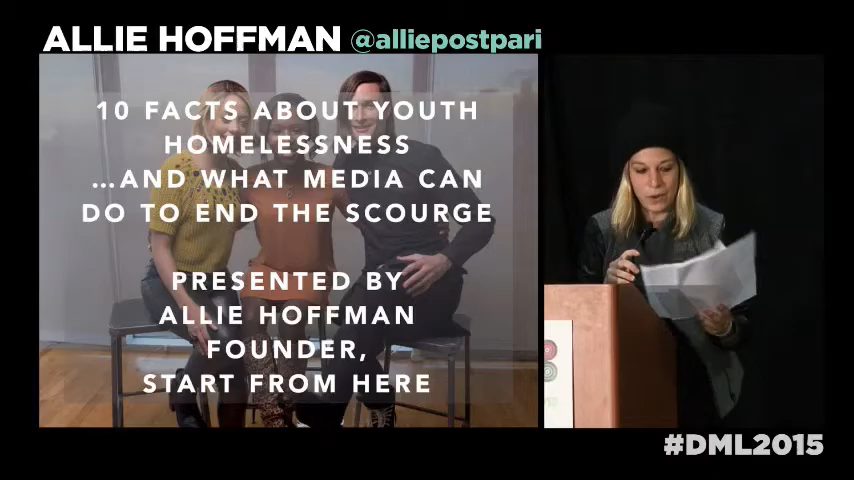 ALLIE HOFFMAN @alliepostpari
10 FACTS ABOUT YOUTH
HOMELESSNESS
...AND WHAT MEDIA CAN
DO TO END THE SCOURGE
PRESENTED BY
ALLIE HOFFMAN
FOUNDER,
START FROM HERE
#DML2015